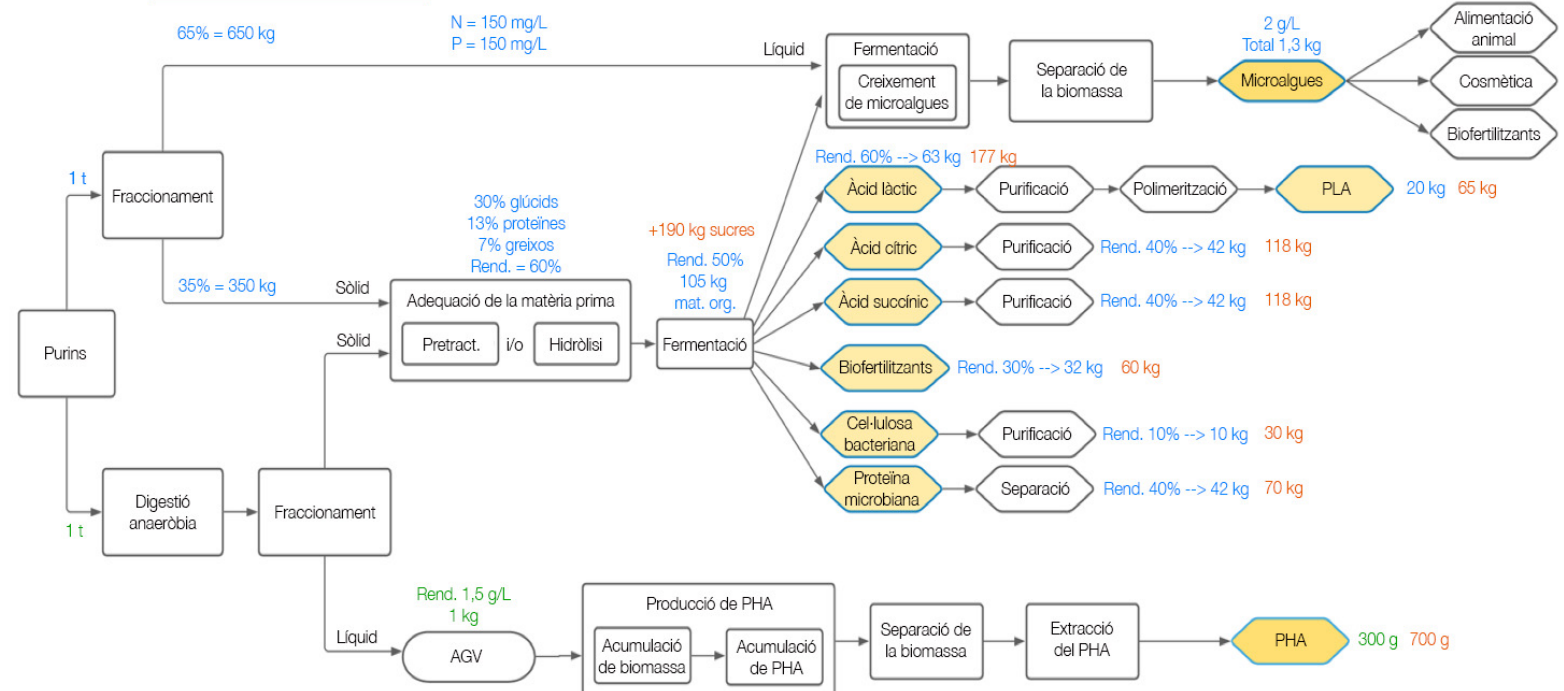 65% = 650 kg
N = 150 mg/L
P = 150 mg/L
Líquid
Fermentació
Creixement
de microalgues
Separació de
la biomassa
2 g/L
Total 1,3 kg
Microalgues
Alimentació
animal
Cosmètica
Biofertilitzants
1 t
Fraccionament
35% = 350 kg
Sòlid
30% glúcids
13% proteïnes
7% greixos
Rend. = 60%
Adequació de la matèria prima
Pretract.
i/o
Hidròlisi
Sòlid
+190 kg sucres
Rend. 50%
105 kg
mat. org.
Fermentació
Rend. 60% --> 63 kg 177 kg
Àcid làctic
Purificació
Polimerització
PLA
20 kg 65 kg
Àcid cítric
Purificació
Rend. 40% --> 42 kg 118 kg
Àcid succínic
Purificació
Rend. 40% --> 42 kg 118 kg
Biofertilitzants
Rend. 30% --> 32 kg 60 kg
Cel·lulosa
bacteriana
Purificació
Rend. 10% --> 10 kg 30 kg
Proteïna
microbiana
Separació
Rend. 40% --> 42 kg 70 kg
Purins
1 t
Digestió
anaeròbia
Fraccionament
Líquid
Rend. 1,5 g/L
1 kg
AGV
Producció de PHA
Acumulació
de biomassa
Acumulació
de PHA
Separació de
la biomassa
Extracció
del PHA
PHA
300 g 700 g